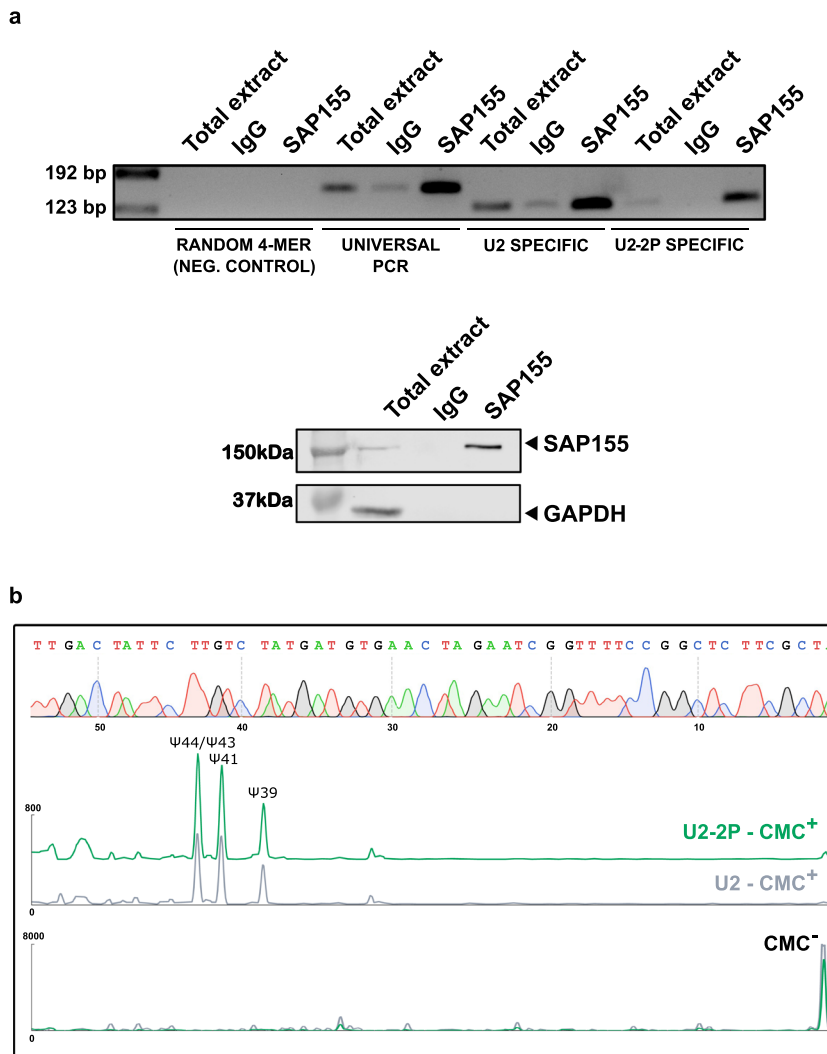 a
Total extract IgG SAP155 Total extract IgG SAP155 Total extract IgG SAP155 Total extract IgG SAP155
192 bp
123 bp
RANDOM 4-MER UNIVERSAL U2 SPECIFIC U2-2P SPECIFIC
(NEG. CONTROL) PCR
Total extract IgG SAP155
150kDa SAP155
37kDa GAPDH
b
T T G A C T A T T C T T G T C T A T G A T G T G A A C T A G A A T C G G T T T T C C G G C T C T T C G C T A
50 40 30 20 10
Ψ44/Ψ43
Ψ41
Ψ39
800
U2-2P - CMC+
U2 - CMC+
0
8000
CMC-
0